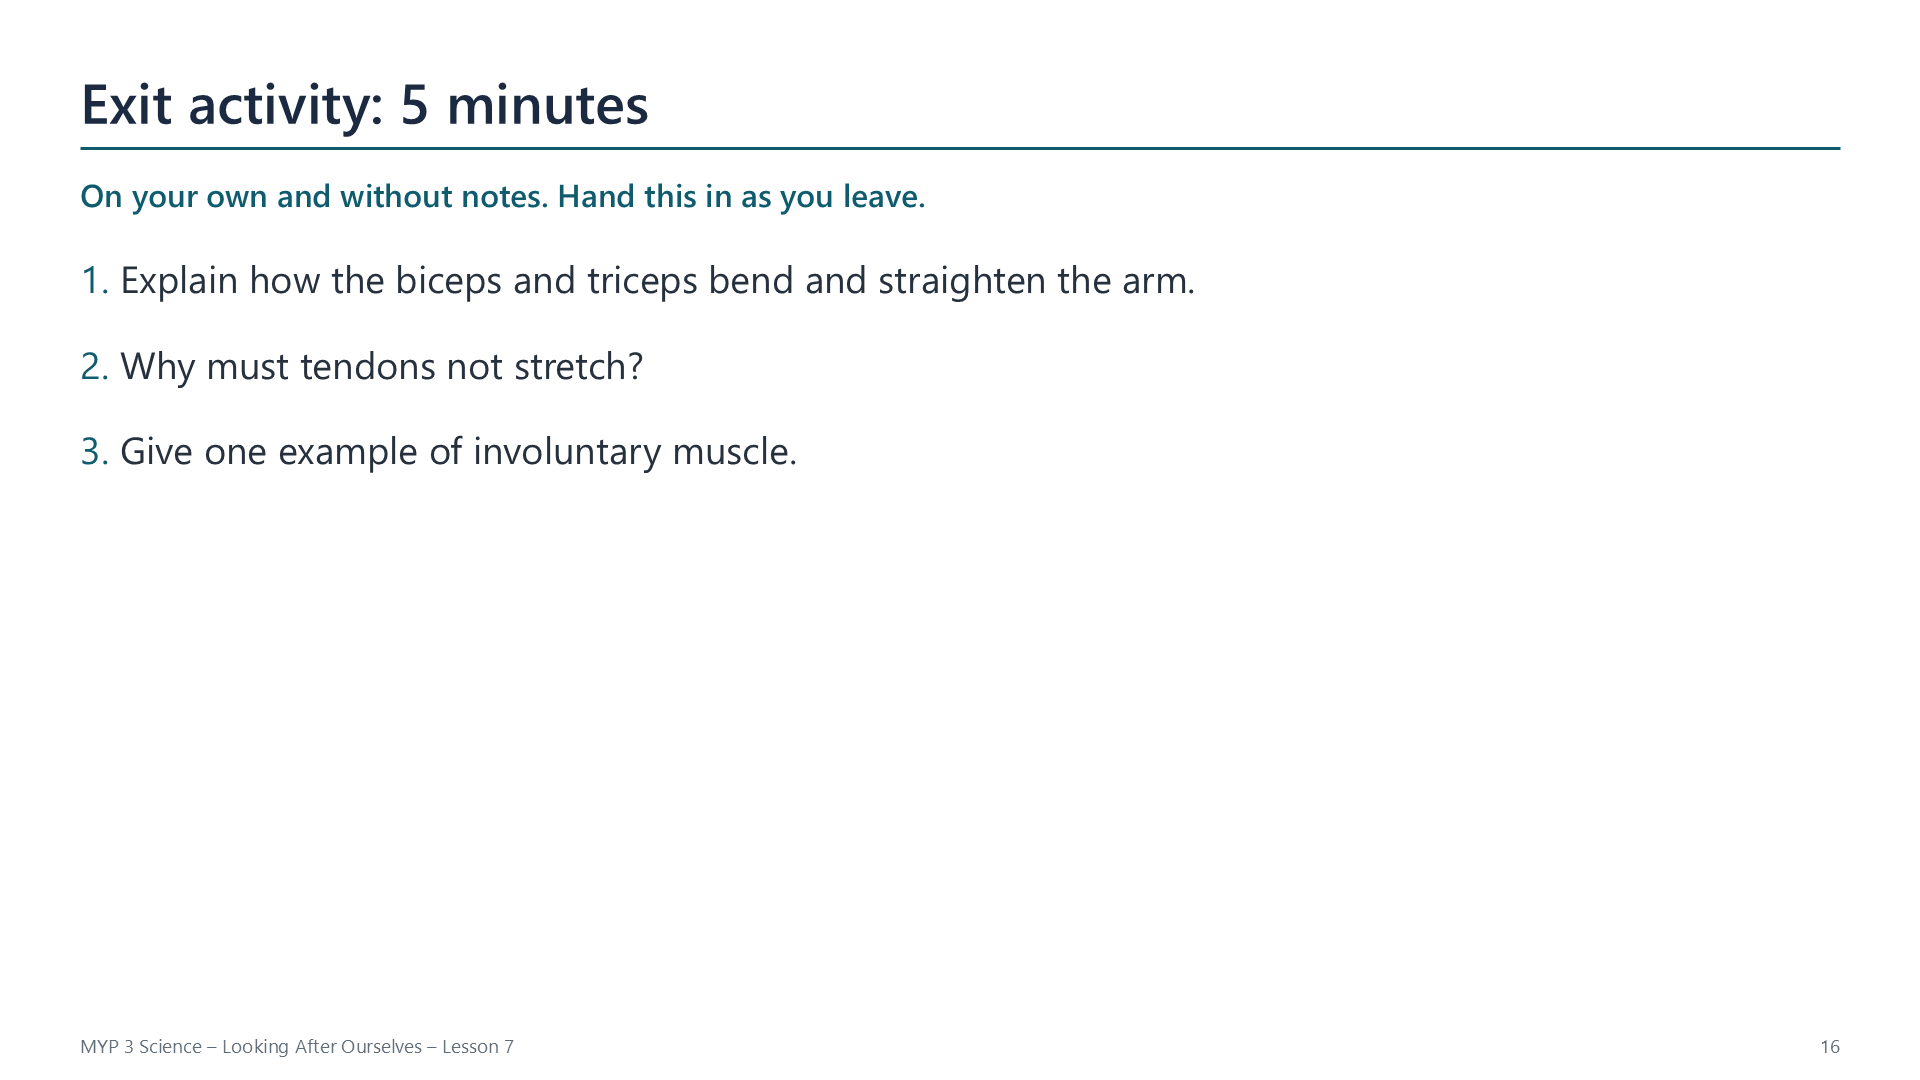 Exit activity: 5 minutes
On your own and without notes. Hand this in as you leave.
1. Explain how the biceps and triceps bend and straighten the arm.
2. Why must tendons not stretch?
3. Give one example of involuntary muscle.
MYP 3 Science – Looking After Ourselves – Lesson 7
16